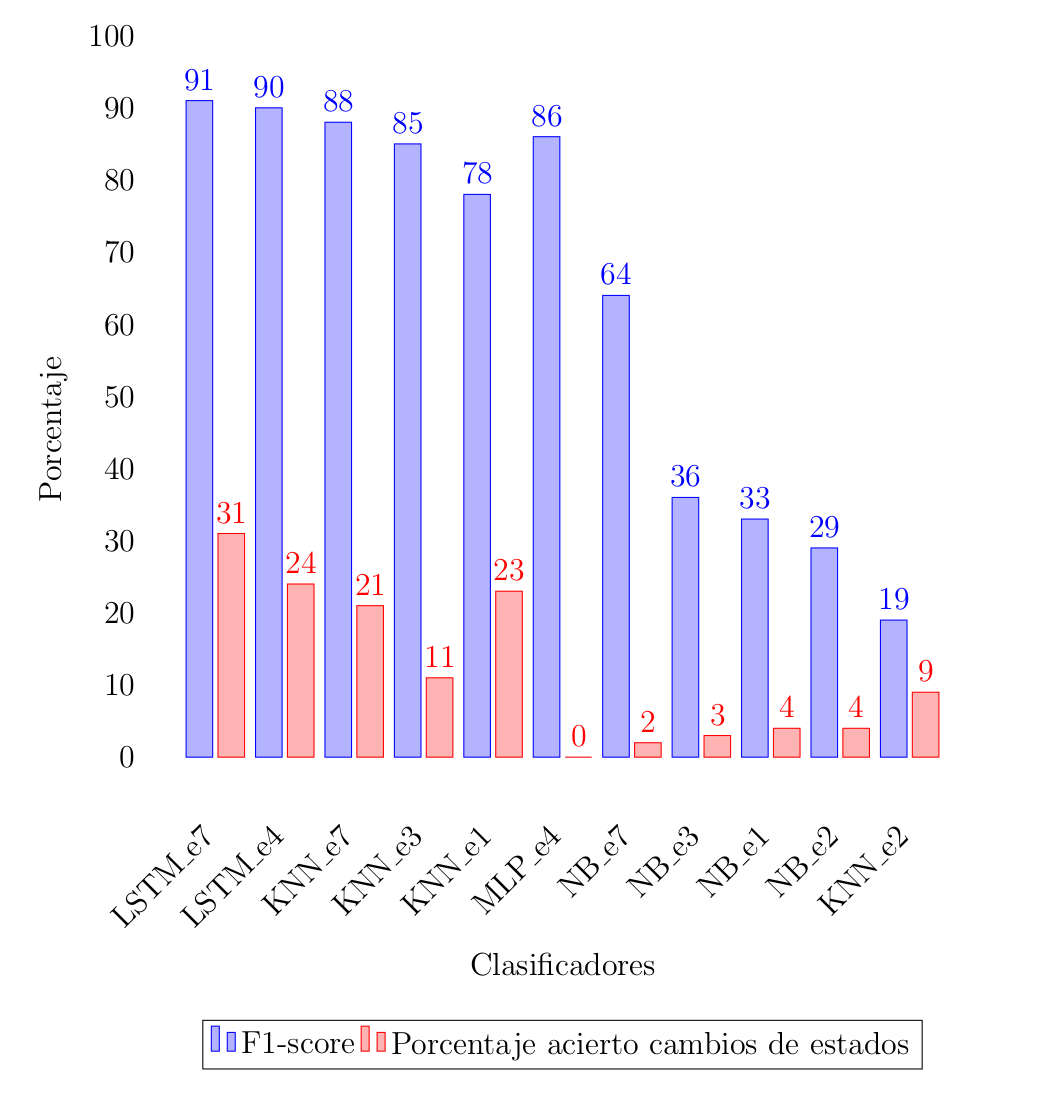 100
90
80
70
60
50
40
30
20
10
0
Porcentaje
91
90
88
85
78
86
64
36
33
29
19
31
24
21
11
23
0
2
3
4
4
9
LSTM_e7
LSTM_e4
KNN_e7
KNN_e3
KNN_e1
MLP_e4
NB_e7
NB_e3
NB_e1
NB_e2
KNN_e2
Clasificadores
F1-score Porcentaje acierto cambios de estados